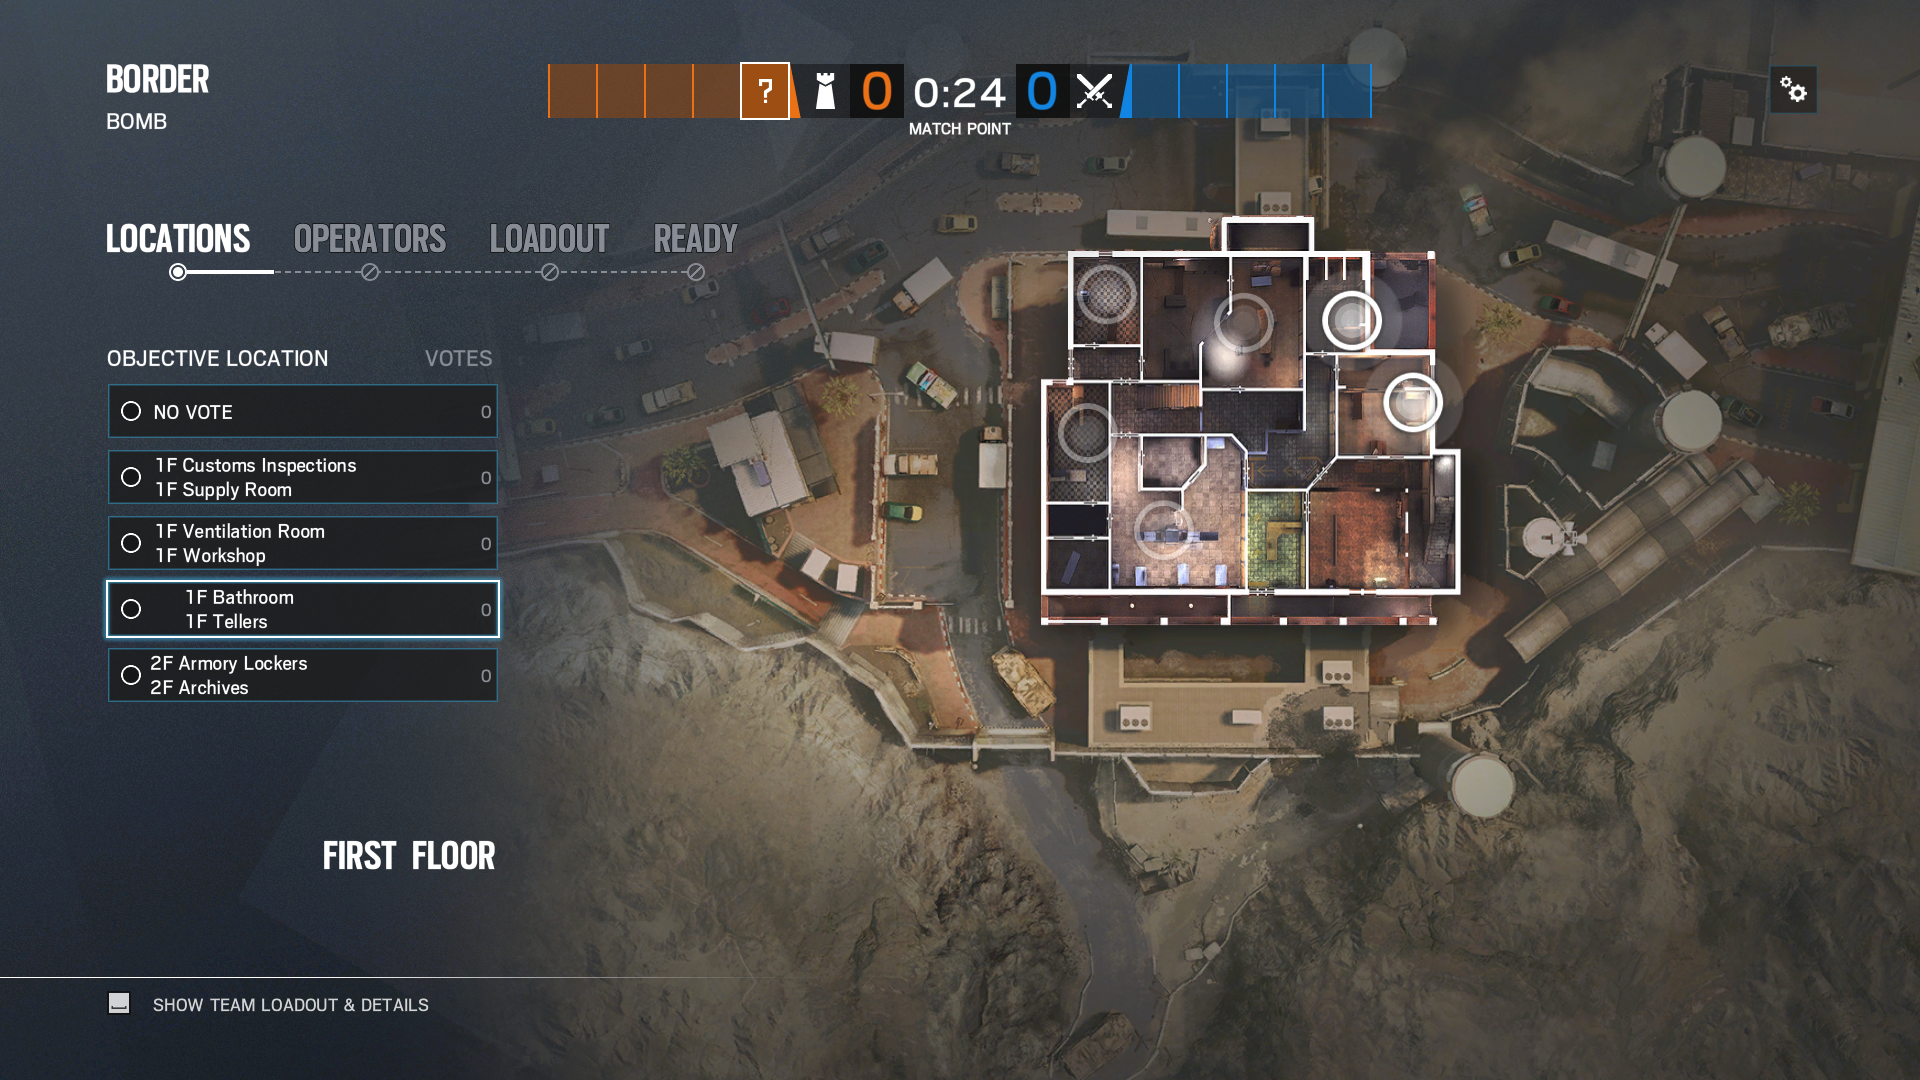 BORDER
BOMB
?
0
0:24
0
MATCH POINT
LOCATIONS
OPERATORS
LOADOUT
READY
OBJECTIVE LOCATION
VOTES
NO VOTE
0
1F Customs Inspections
1F Supply Room
0
1F Ventilation Room
1F Workshop
0
1F Bathroom
1F Tellers
0
2F Armory Lockers
2F Archives
0
FIRST FLOOR
SHOW TEAM LOADOUT & DETAILS